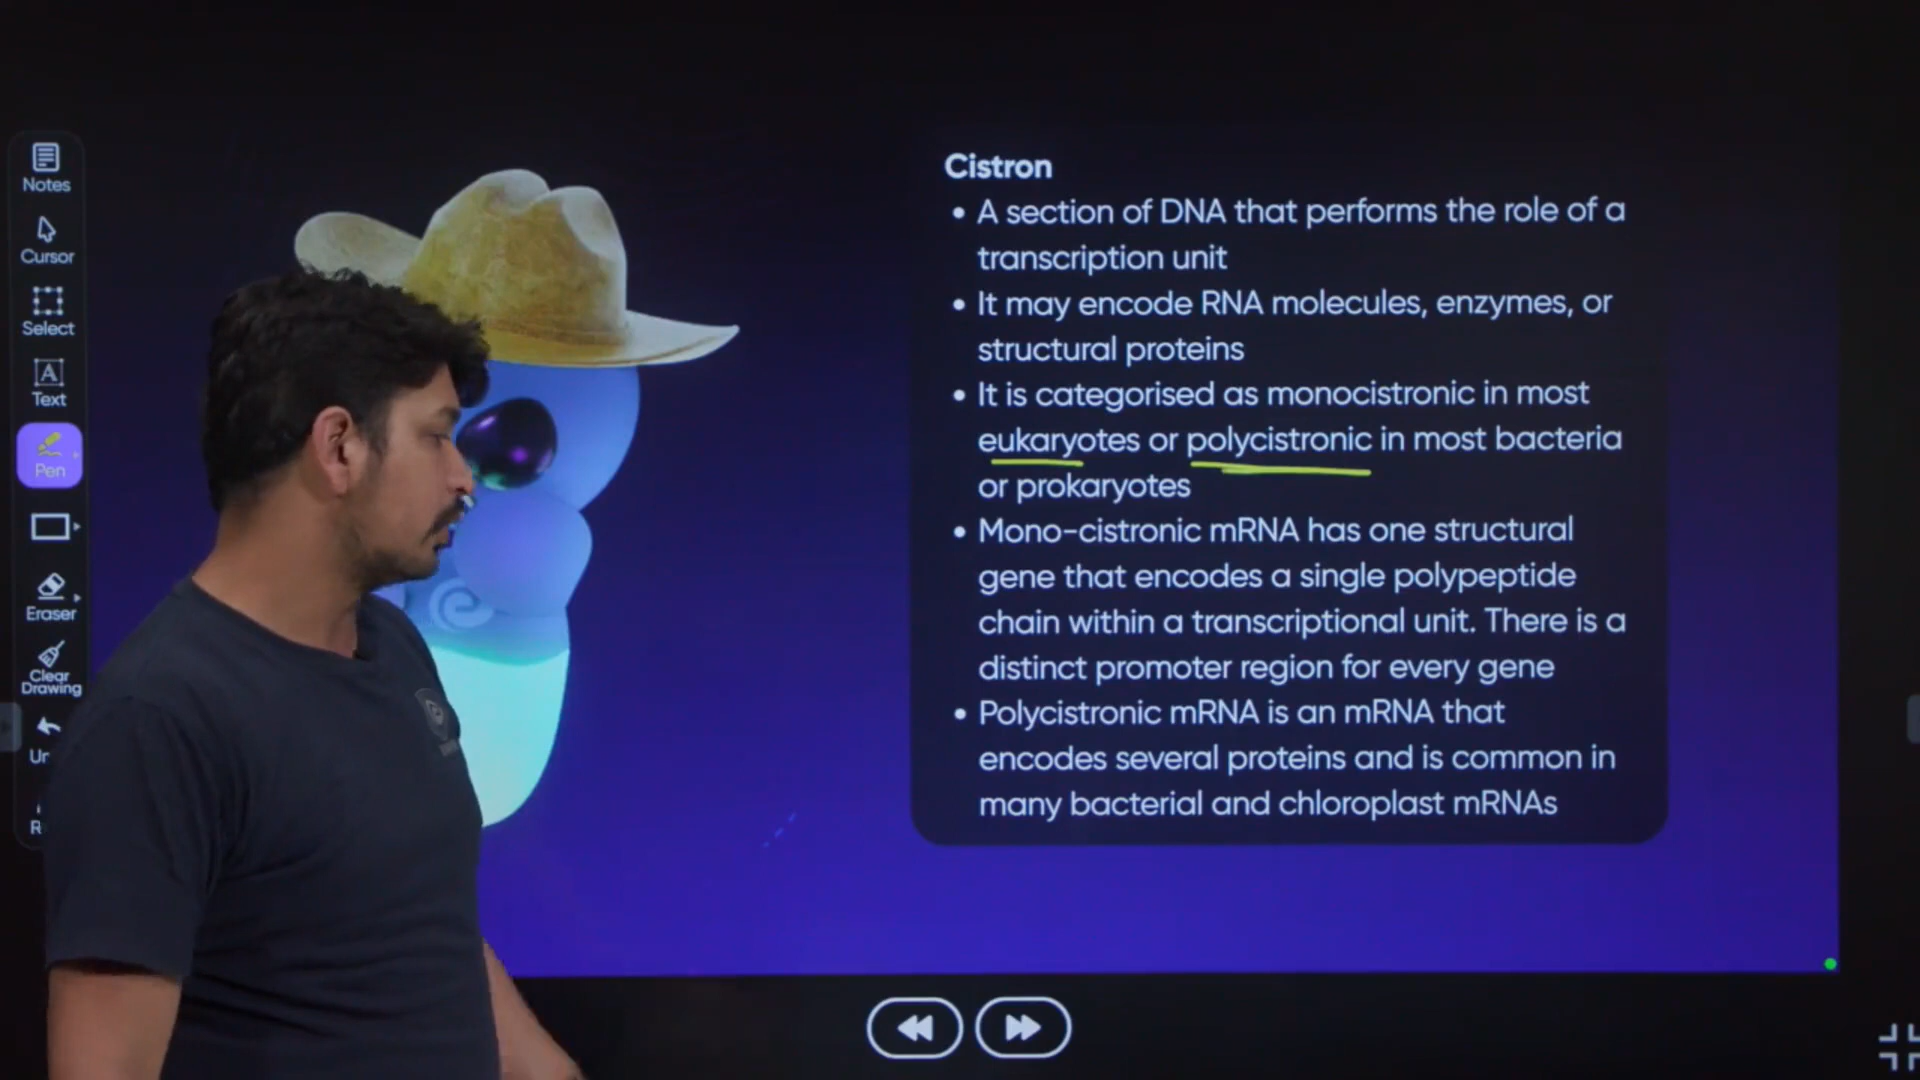 Notes
Cursor
Select
Text
Pen
Eraser
Clear
Drawing
Cistron
• A section of DNA that performs the role of a
transcription unit
• It may encode RNA molecules, enzymes, or
structural proteins
• It is categorised as monocistronic in most
eukaryotes or polycistronic in most bacteria
or prokaryotes
• Mono-cistronic mRNA has one structural
gene that encodes a single polypeptide
chain within a transcriptional unit. There is a
distinct promoter region for every gene
• Polycistronic mRNA is an mRNA that
encodes several proteins and is common in
many bacterial and chloroplast mRNAs